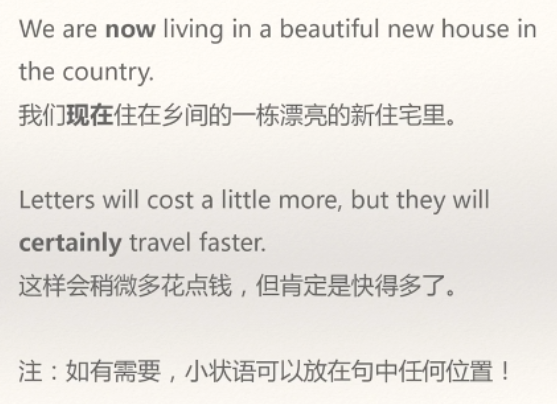 We are now living in a beautiful new house in
the country.
我们现在住在乡间的一栋漂亮的新住宅里。
Letters will cost a little more, but they will
certainly travel faster.
这样会稍微多花点钱，但肯定是快得多了。
注：如有需要，小状语可以放在句中任何位置！